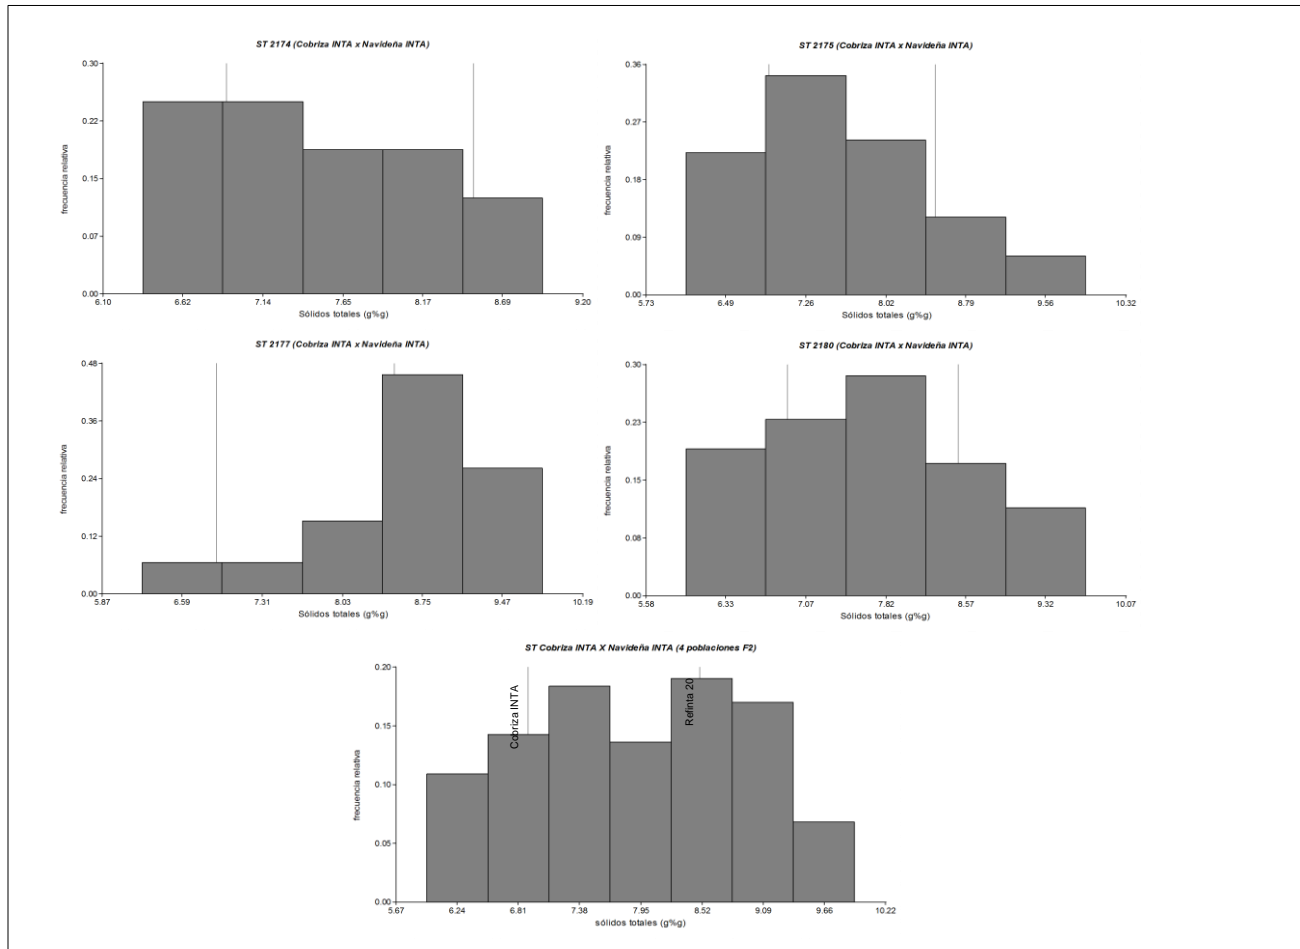 ST 2174 (Cobriza INTA x Navideña INTA)
0.30
0.22
0.15
0.07
0.00
frecuencia relativa
6.10 6.62 7.14 7.65 8.17 8.69 9.20
Sólidos totales (g%g)
ST 2175 (Cobriza INTA x Navideña INTA)
0.36
0.27
0.18
0.09
0.00
frecuencia relativa
5.73 6.49 7.26 8.02 8.79 9.56 10.32
Sólidos totales (g%g)
ST 2177 (Cobriza INTA x Navideña INTA)
0.48
0.36
0.24
0.12
0.00
frecuencia relativa
5.87 6.59 7.31 8.03 8.75 9.47 10.19
Sólidos totales (g%g)
ST 2180 (Cobriza INTA x Navideña INTA)
0.30
0.23
0.15
0.08
0.00
frecuencia relativa
5.58 6.33 7.07 7.82 8.57 9.32 10.07
Sólidos totales (g%g)
ST Cobriza INTA X Navideña INTA (4 poblaciones F2)
0.20
0.15
0.10
0.05
0.00
frecuencia relativa
Cobriza INTA
Refinta 20
5.67 6.24 6.81 7.38 7.95 8.52 9.09 9.66 10.22
sólidos totales (g%g)